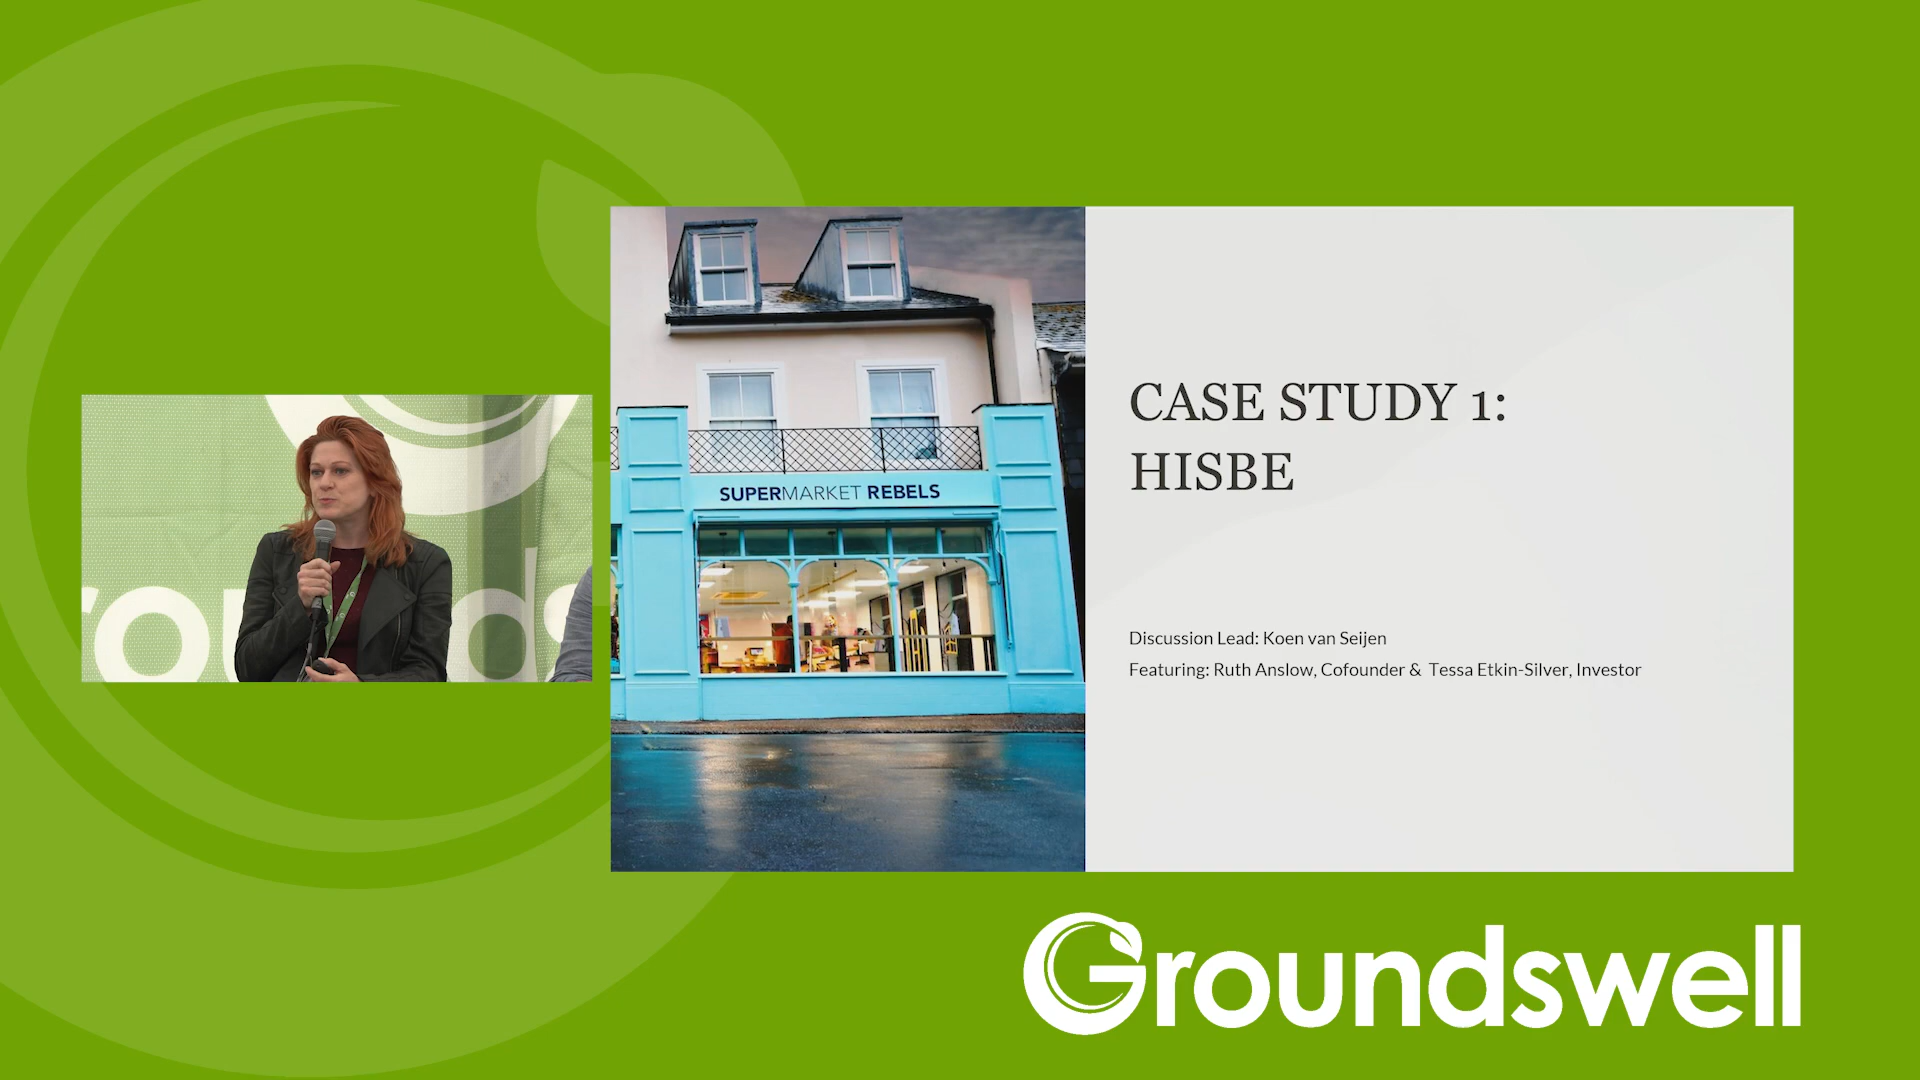 SUPERMARKET REBELS
CASE STUDY 1:
HISBE
Discussion Lead: Koen van Seijen
Featuring: Ruth Anslow, Cofounder & Tessa Etkin-Silver, Investor
rounds
Groundswell